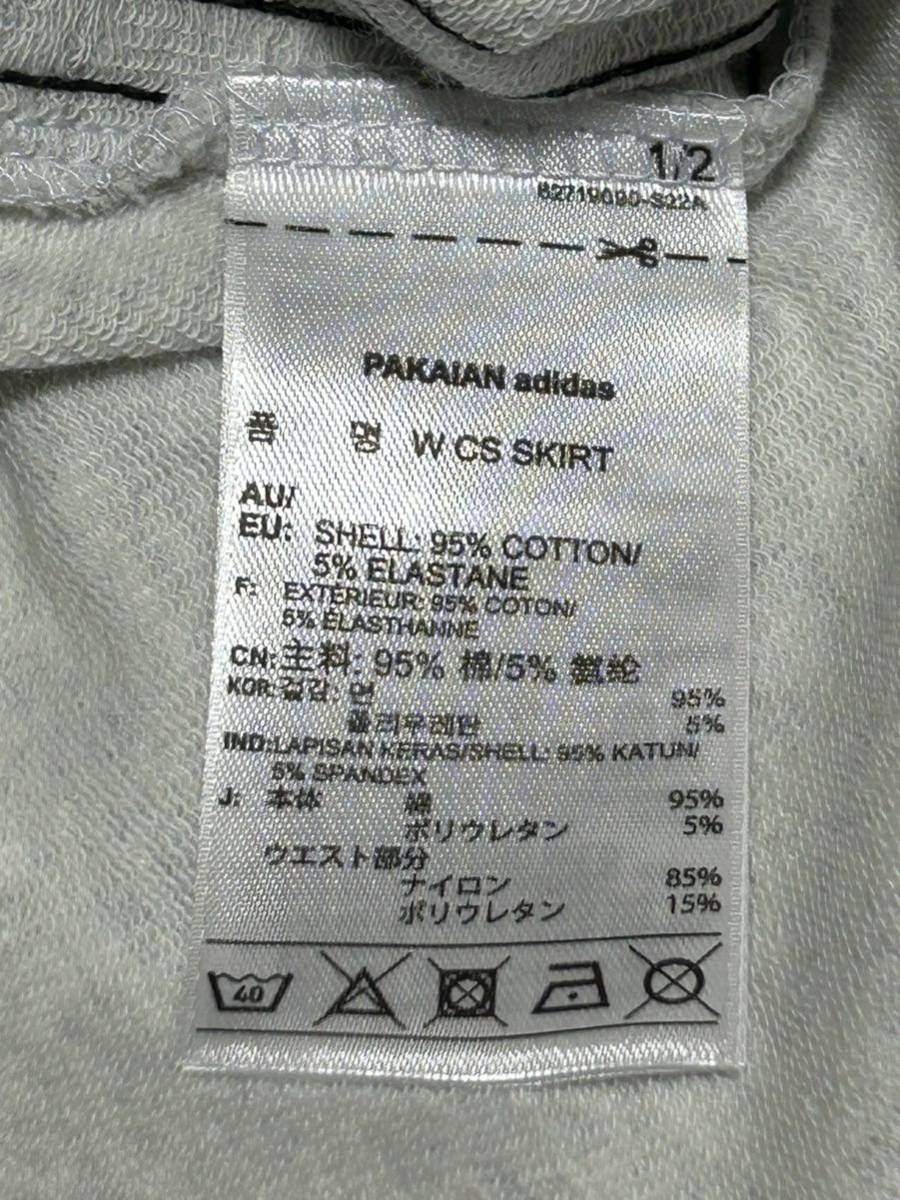 1/2
62719090-S22A
PAKAIAN adidas
품 명 W CS SKIRT
AU/
EU: SHELL: 95% COTTON/
5% ELASTANE
F: EXTÉRIEUR: 95% COTON/
5% ÉLASTHANNE
CN: 主料: 95% 棉/5% 氨纶
KOR: 겉감: 면 95%
폴리우레탄 5%
IND: LAPISAN KERAS/SHELL: 95% KATUN/
5% SPANDEX
J: 本体 綿 95%
ポリウレタン 5%
ウエスト部分
ナイロン 85%
ポリウレタン 15%
40